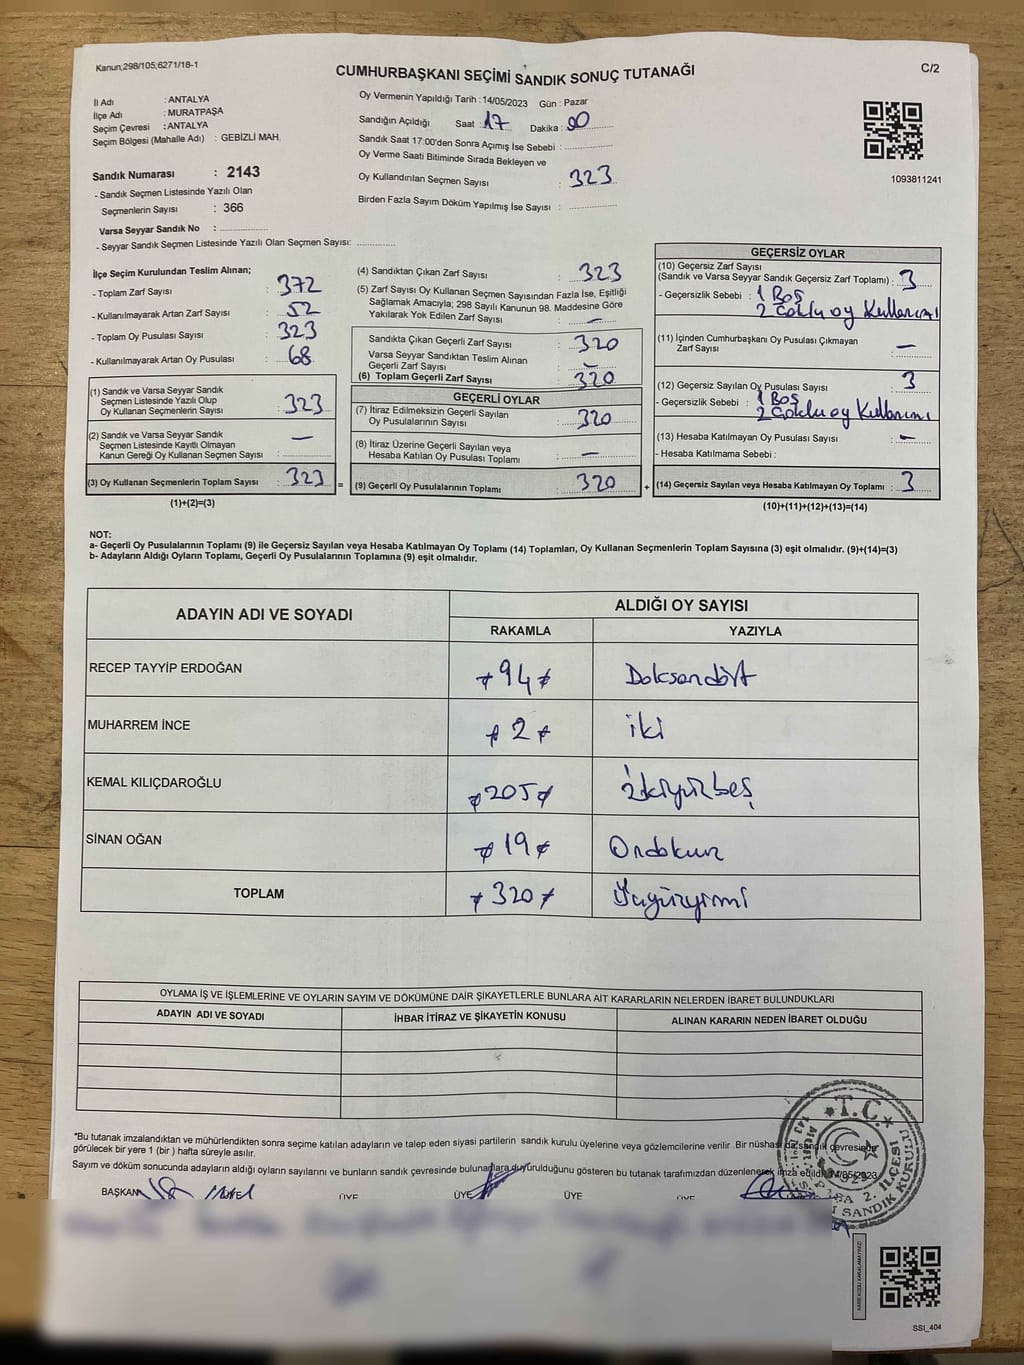 Kanun;298/105;6271/18-1
CUMHURBAŞKANI SEÇİMİ SANDIK SONUÇ TUTANAĞI
C/2
İl Adı : ANTALYA
İlçe Adı : MURATPAŞA
Seçim Çevresi : ANTALYA
Seçim Bölgesi (Mahalle Adı) : GEBİZLİ MAH.
Sandık Numarası : 2143
- Sandık Seçmen Listesinde Yazılı Olan
Seçmenlerin Sayısı : 366
Varsa Seyyar Sandık No : ..............
- Seyyar Sandık Seçmen Listesinde Yazılı Olan Seçmen Sayısı: ............
Oy Vermenin Yapıldığı Tarih : 14/05/2023 Gün : Pazar
Sandığın Açıldığı Saat : 17 Dakika : 00
Sandık Saat 17:00'den Sonra Açımış İse Sebebi : ..............
Oy Verme Saati Bitiminde Sırada Bekleyen ve
Oy Kullandırılan Seçmen Sayısı : 323
Birden Fazla Sayım Döküm Yapılmış İse Sayısı : ..............
1093811241
İlçe Seçim Kurulundan Teslim Alınan;
- Toplam Zarf Sayısı : 372
- Kullanılmayarak Artan Zarf Sayısı : 52
- Toplam Oy Pusulası Sayısı : 323
- Kullanılmayarak Artan Oy Pusulası : 68
(1) Sandık ve Varsa Seyyar Sandık
Seçmen Listesinde Yazılı Olup
Oy Kullanan Seçmenlerin Sayısı : 323
(2) Sandık ve Varsa Seyyar Sandık
Seçmen Listesinde Kayıtlı Olmayan
Kanun Gereği Oy Kullanan Seçmen Sayısı : —
(3) Oy Kullanan Seçmenlerin Toplam Sayısı : 323 =
(1)+(2)=(3)
(4) Sandıktan Çıkan Zarf Sayısı : 323
(5) Zarf Sayısı Oy Kullanan Seçmen Sayısından Fazla İse, Eşitliği
Sağlamak Amacıyla; 298 Sayılı Kanunun 98. Maddesine Göre
Yakılarak Yok Edilen Zarf Sayısı : —
Sandıkta Çıkan Geçerli Zarf Sayısı : 320
Varsa Seyyar Sandıktan Teslim Alınan
Geçerli Zarf Sayısı : —
(6) Toplam Geçerli Zarf Sayısı : 320
GEÇERLİ OYLAR
(7) İtiraz Edilmeksizin Geçerli Sayılan
Oy Pusulalarının Sayısı : 320
(8) İtiraz Üzerine Geçerli Sayılan veya
Hesaba Katılan Oy Pusulası Toplamı : —
(9) Geçerli Oy Pusulalarının Toplamı : 320 +
GEÇERSİZ OYLAR
(10) Geçersiz Zarf Sayısı
(Sandık ve Varsa Seyyar Sandık Geçersiz Zarf Toplamı) : 3
- Geçersizlik Sebebi : 1 Boş
2 Çoklu oy Kullanımı
(11) İçinden Cumhurbaşkanı Oy Pusulası Çıkmayan
Zarf Sayısı : —
(12) Geçersiz Sayılan Oy Pusulası Sayısı : 3
- Geçersizlik Sebebi : 1 Boş
2 Çoklu oy Kullanımı
(13) Hesaba Katılmayan Oy Pusulası Sayısı : —
- Hesaba Katılmama Sebebi :
(14) Geçersiz Sayılan veya Hesaba Katılmayan Oy Toplamı : 3
(10)+(11)+(12)+(13)=(14)
NOT:
a- Geçerli Oy Pusulalarının Toplamı (9) ile Geçersiz Sayılan veya Hesaba Katılmayan Oy Toplamı (14) Toplamları, Oy Kullanan Seçmenlerin Toplam Sayısına (3) eşit olmalıdır. (9)+(14)=(3)
b- Adayların Aldığı Oyların Toplamı, Geçerli Oy Pusulalarının Toplamına (9) eşit olmalıdır.
ADAYIN ADI VE SOYADI ALDIĞI OY SAYISI
RAKAMLA YAZIYLA
RECEP TAYYİP ERDOĞAN 94 Doksandört
MUHARREM İNCE 2 iki
KEMAL KILIÇDAROĞLU 205 ikiyüzbeş
SİNAN OĞAN 19 Ondokuz
TOPLAM 320 Üçyüzyirmi
OYLAMA İŞ VE İŞLEMLERİNE VE OYLARIN SAYIM VE DÖKÜMÜNE DAİR ŞİKAYETLERLE BUNLARA AİT KARARLARIN NELERDEN İBARET BULUNDUKLARI
ADAYIN ADI VE SOYADI İHBAR İTİRAZ VE ŞİKAYETİN KONUSU ALINAN KARARIN NEDEN İBARET OLDUĞU
*Bu tutanak imzalandıktan ve mühürlendikten sonra seçime katılan adayların ve talep eden siyasi partilerin sandık kurulu üyelerine veya gözlemcilerine verilir .Bir nüshası da sandık çevresinde
görülecek bir yere 1 (bir ) hafta süreyle asılır.
Sayım ve döküm sonucunda adayların aldığı oyların sayılarını ve bunların sandık çevresinde bulunanlara duyurulduğunu gösteren bu tutanak tarafımızdan düzenlenerek imza edildi. 14/05/2023
BAŞKAN ÜYE ÜYE ÜYE ÜYE ÜYE
T.C.
2. İLÇESİ
SANDIK KURULU
SSI_404